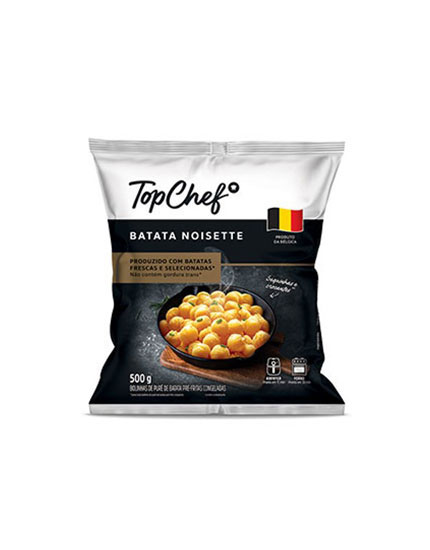 TopChef
BATATA NOISETTE
PRODUTO
DA BÉLGICA
PRODUZIDO COM BATATAS
FRESCAS E SELECIONADAS*
Não contém gordura trans*
500 g
BOLINHAS DE PURÊ DE BATATA PRÉ-FRITAS CONGELADAS
AIRFRYER
FORNO